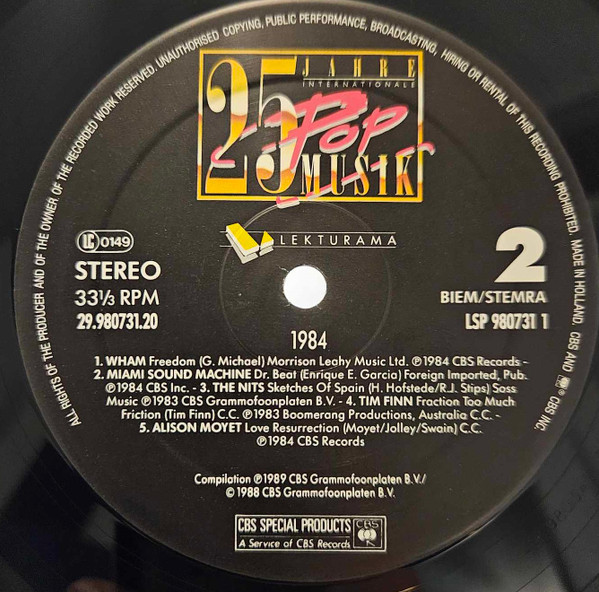 ALL RIGHTS OF THE PRODUCER AND OF THE OWNER OF THE RECORDED WORK RESERVED. UNAUTHORISED COPYING, PUBLIC PERFORMANCE, BROADCASTING, HIRING OR RENTAL OF THIS RECORDING PROHIBITED. MADE IN HOLLAND. CBS AND ® CBS INC.
25 JAHRE
INTERNATIONALE
Pop
MUSIK
LEKTURAMA
LC 0149
STEREO
33⅓ RPM
29.980731.20
2
BIEM/STEMRA
LSP 980731 1
1984
1. WHAM Freedom (G. Michael) Morrison Leahy Music Ltd. ℗1984 CBS Records -
2. MIAMI SOUND MACHINE Dr. Beat (Enrique E. Garcia) Foreign Imported, Pub.
℗1984 CBS Inc. - 3. THE NITS Sketches Of Spain (H. Hofstede/R.J. Stips) Soss
Music ℗1983 CBS Grammofoonplaten B.V. - 4. TIM FINN Fraction Too Much
Friction (Tim Finn) C.C. ℗1983 Boomerang Productions, Australia C.C. -
5. ALISON MOYET Love Resurrection (Moyet/Jolley/Swain) C.C.
℗1984 CBS Records
Compilation ℗1989 CBS Grammofoonplaten B.V./
© 1988 CBS Grammofoonplaten B.V.
CBS SPECIAL PRODUCTS
A Service of CBS Records
CBS